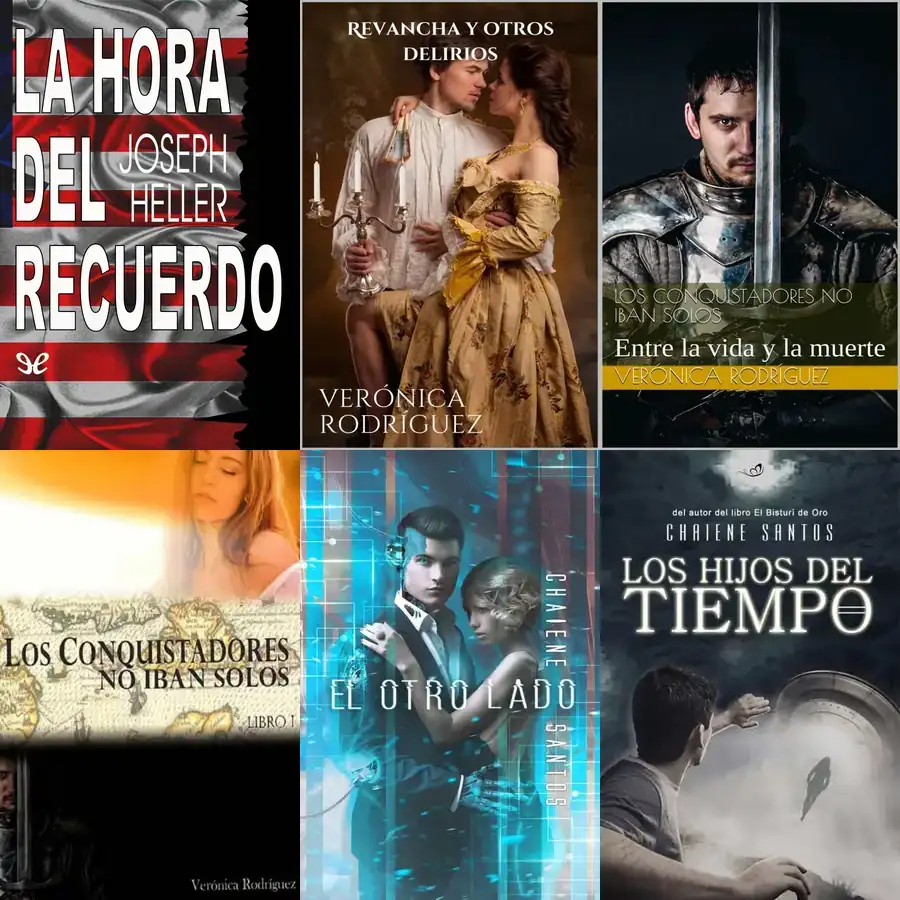 LA HORA
DEL
JOSEPH
HELLER
RECUERDO
REVANCHA Y OTROS
DELIRIOS
VERÓNICA
RODRÍGUEZ
LOS CONQUISTADORES NO
IBAN SOLOS
Entre la vida y la muerte
VERÓNICA RODRÍGUEZ
LOS CONQUISTADORES
NO IBAN SOLOS
LIBRO I
Verónica Rodríguez
EL OTRO LADO
CHAIENE SANTOS
del autor del libro El Bisturí de Oro
CHAIENE SANTOS
LOS HIJOS DEL
TIEMPO